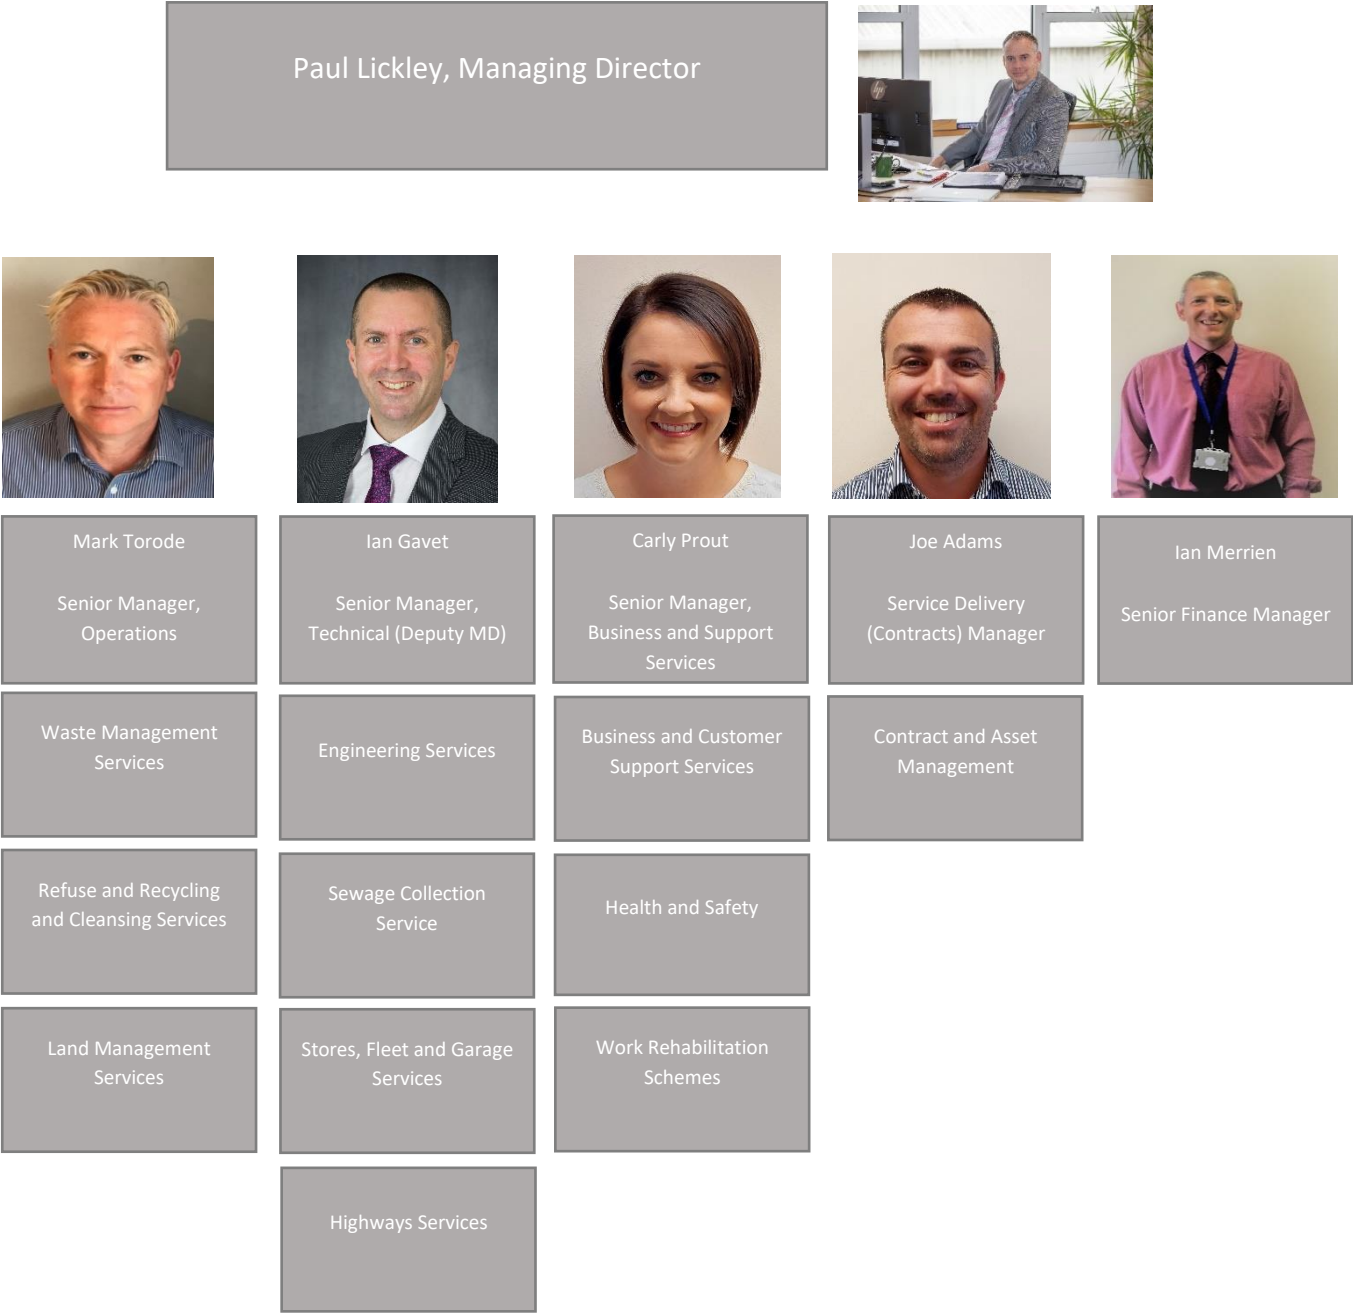 Paul Lickley, Managing Director
hp
Mark Torode
Senior Manager,
Operations
Ian Gavet
Senior Manager,
Technical (Deputy MD)
Carly Prout
Senior Manager,
Business and Support
Services
Joe Adams
Service Delivery
(Contracts) Manager
Ian Merrien
Senior Finance Manager
Waste Management
Services
Engineering Services
Business and Customer
Support Services
Contract and Asset
Management
Refuse and Recycling
and Cleansing Services
Sewage Collection
Service
Health and Safety
Land Management
Services
Stores, Fleet and Garage
Services
Work Rehabilitation
Schemes
Highways Services